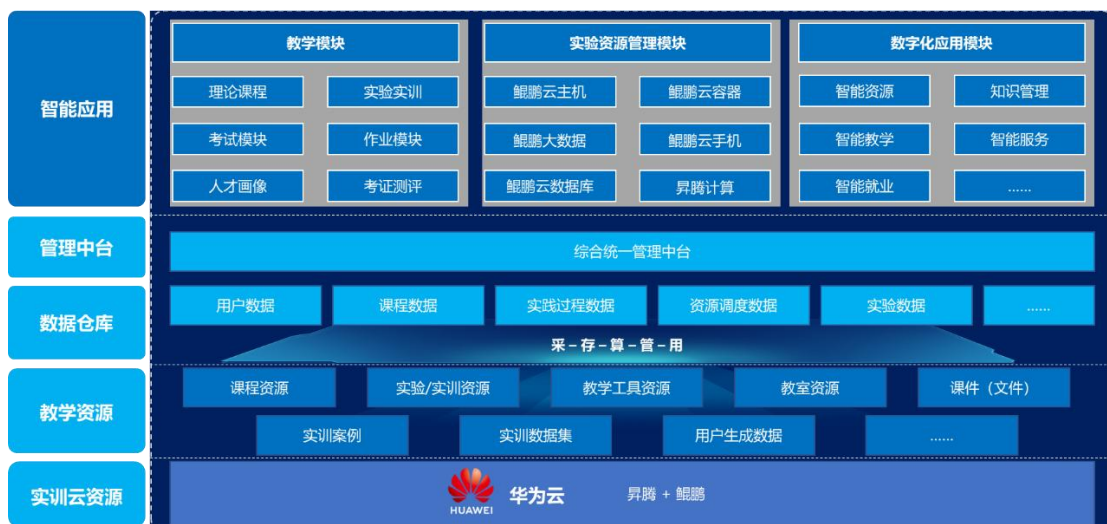 智能应用
教学模块
实验资源管理模块
数字化应用模块
理论课程
实验实训
鲲鹏云主机
鲲鹏云容器
智能资源
知识管理
考试模块
作业模块
鲲鹏大数据
鲲鹏云手机
智能教学
智能服务
人才画像
考证测评
鲲鹏云数据库
昇腾计算
智能就业
......
管理中台
综合统一管理中台
数据仓库
用户数据
课程数据
实践过程数据
资源调度数据
实验数据
......
采–存–算–管–用
教学资源
课程资源
实验/实训资源
教学工具资源
教室资源
课件（文件）
实训案例
实训数据集
用户生成数据
......
实训云资源
HUAWEI
华为云
昇腾 + 鲲鹏